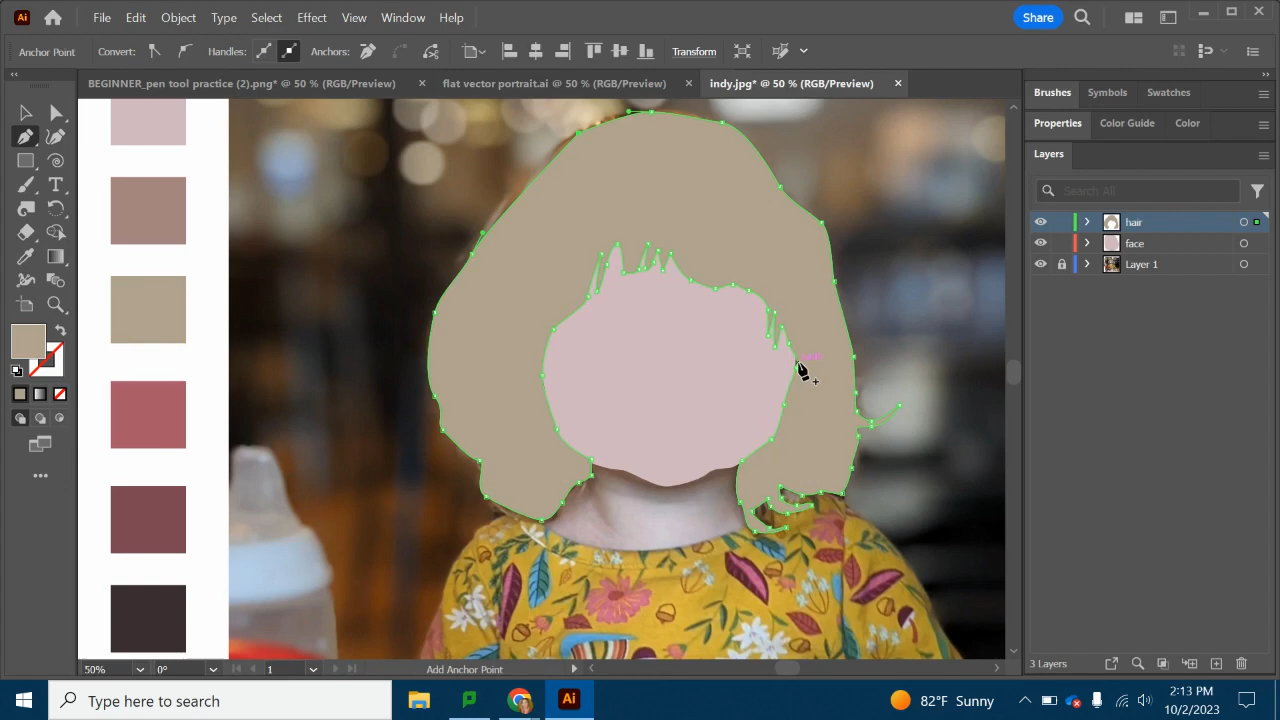 Ai File Edit Object Type Select Effect View Window Help Share
Anchor Point Convert: Handles: Anchors: Transform
BEGINNER_pen tool practice (2).png* @ 50 % (RGB/Preview) flat vector portrait.ai @ 50 % (RGB/Preview) indy.jpg* @ 50 % (RGB/Preview)
Brushes Symbols Swatches
Properties Color Guide Color
Layers
Search All
hair
face
Layer 1
50% 0° 1 Add Anchor Point
3 Layers
Type here to search
Ai
82°F Sunny
2:13 PM
10/2/2023